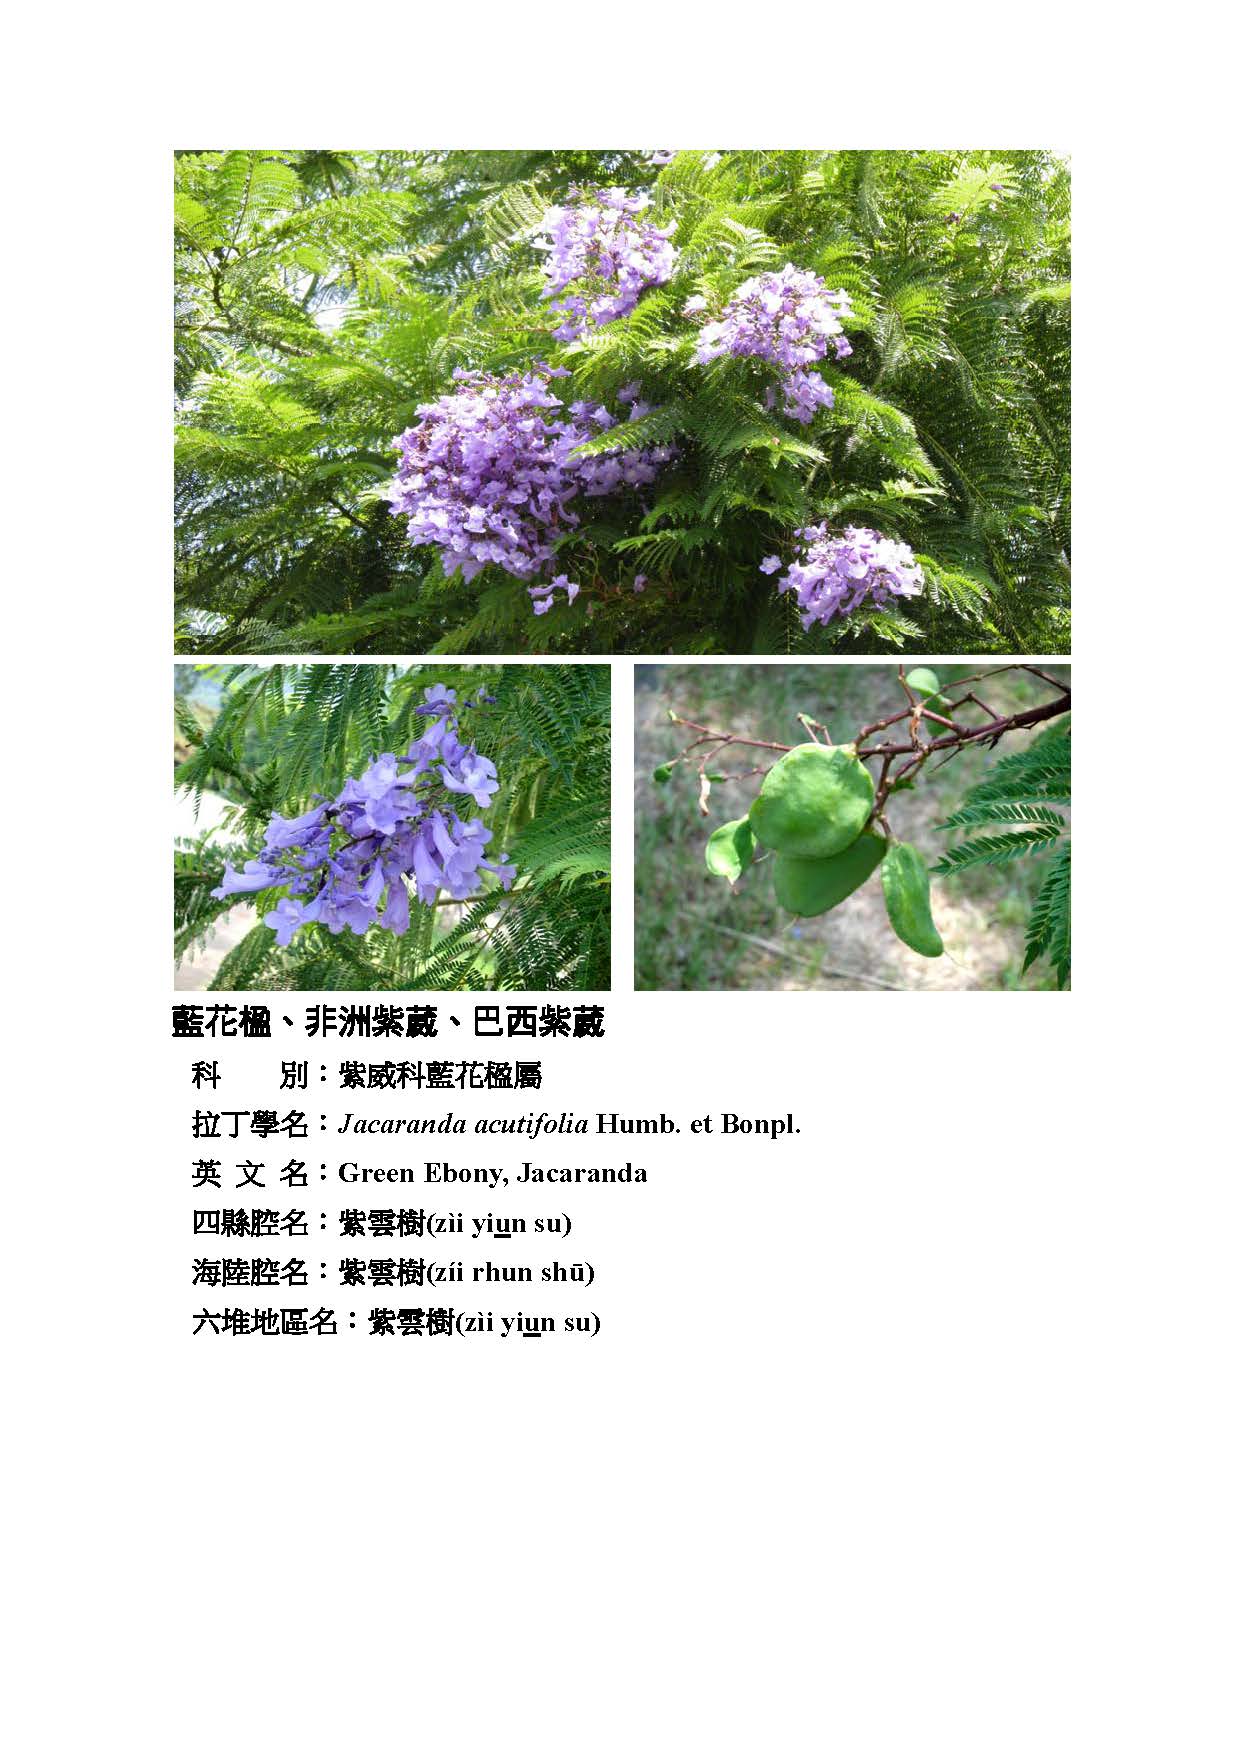 藍花楹、非洲紫葳、巴西紫葳
科　　別：紫威科藍花楹屬
拉丁學名：Jacaranda acutifolia Humb. et Bonpl.
英 文 名：Green Ebony, Jacaranda
四縣腔名：紫雲樹(zìi yiun su)
海陸腔名：紫雲樹(zíi rhun shū)
六堆地區名：紫雲樹(zìi yiun su)